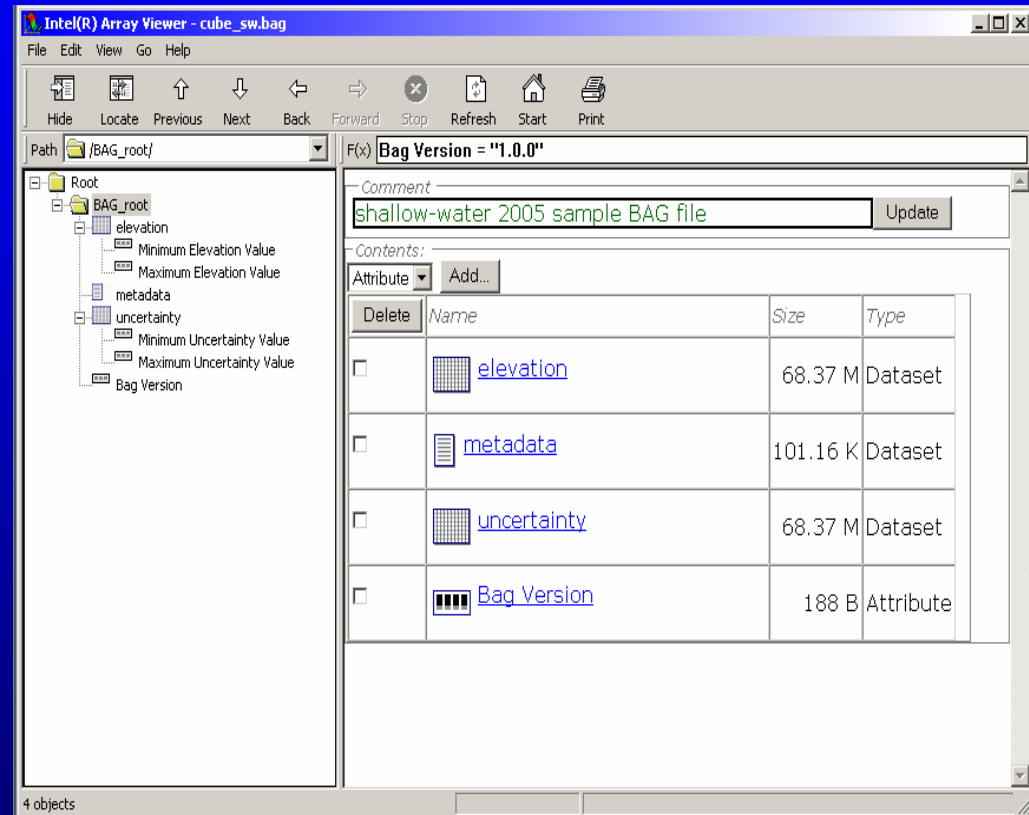 Intel(R) Array Viewer - cube_sw.bag
File Edit View Go Help
Hide Locate Previous Next Back Forward Stop Refresh Start Print
Path /BAG_root/
F(x) Bag Version = "1.0.0"
Root
BAG_root
elevation
Minimum Elevation Value
Maximum Elevation Value
metadata
uncertainty
Minimum Uncertainty Value
Maximum Uncertainty Value
Bag Version
Comment
shallow-water 2005 sample BAG file Update
Contents:
Attribute Add...
Delete Name Size Type
elevation 68.37 M Dataset
metadata 101.16 K Dataset
uncertainty 68.37 M Dataset
Bag Version 188 B Attribute
4 objects